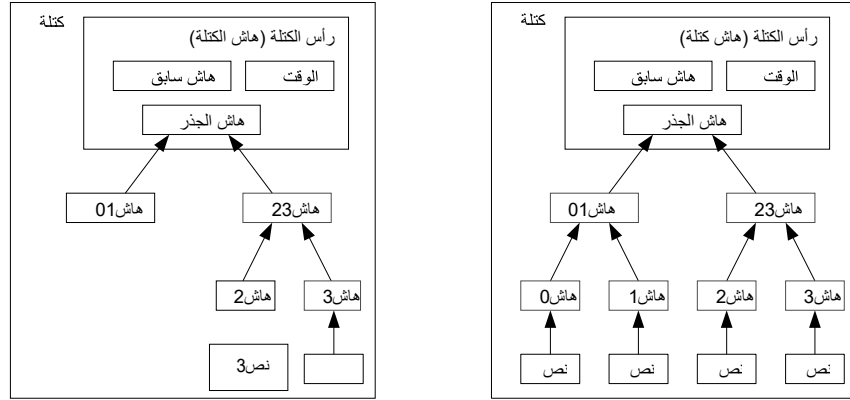 كتلة
رأس الكتلة (هاش الكتلة)
هاش سابق
الوقت
هاش الجذر
هاش01
هاش23
هاش2
هاش3
نص3
كتلة
رأس الكتلة (هاش كتلة)
هاش سابق
الوقت
هاش الجذر
هاش01
هاش23
هاش0
هاش1
هاش2
هاش3
نص
نص
نص
نص